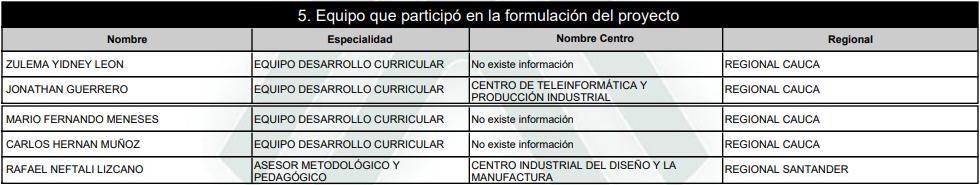 5. Equipo que participó en la formulación del proyecto
Nombre Especialidad Nombre Centro Regional
ZULEMA YIDNEY LEON EQUIPO DESARROLLO CURRICULAR No existe información REGIONAL CAUCA
JONATHAN GUERRERO EQUIPO DESARROLLO CURRICULAR CENTRO DE TELEINFORMÁTICA Y
PRODUCCIÓN INDUSTRIAL REGIONAL CAUCA
MARIO FERNANDO MENESES EQUIPO DESARROLLO CURRICULAR No existe información REGIONAL CAUCA
CARLOS HERNAN MUÑOZ EQUIPO DESARROLLO CURRICULAR No existe información REGIONAL CAUCA
RAFAEL NEFTALI LIZCANO ASESOR METODOLÓGICO Y
PEDAGÓGICO CENTRO INDUSTRIAL DEL DISEÑO Y LA
MANUFACTURA REGIONAL SANTANDER